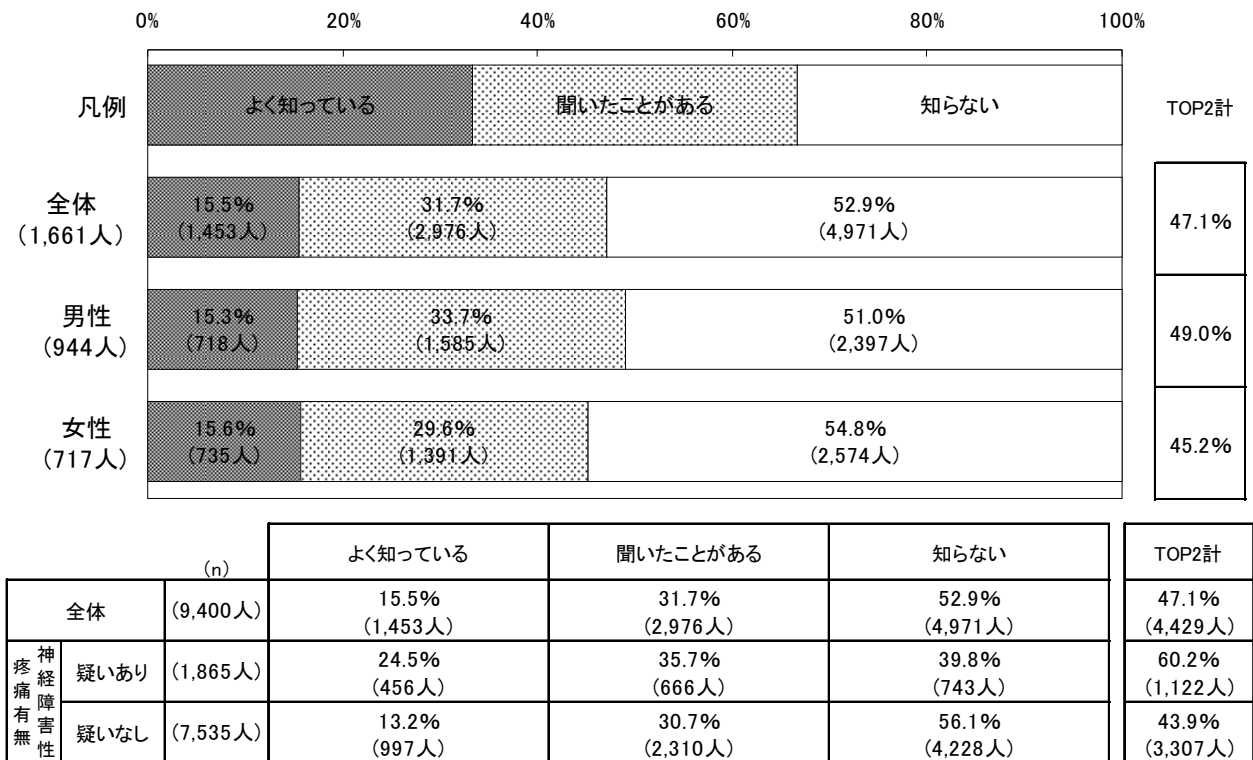 0% 20% 40% 60% 80% 100%
凡例 よく知っている 聞いたことがある 知らない TOP2計
全体 15.5% 31.7% 52.9% 47.1%
(1,661人) (1,453人) (2,976人) (4,971人)
男性 15.3% 33.7% 51.0% 49.0%
(944人) (718人) (1,585人) (2,397人)
女性 15.6% 29.6% 54.8% 45.2%
(717人) (735人) (1,391人) (2,574人)
(n) よく知っている 聞いたことがある 知らない TOP2計
全体 (9,400人) 15.5% 31.7% 52.9% 47.1%
(1,453人) (2,976人) (4,971人) (4,429人)
神経障害性
疼痛有無
疑いあり (1,865人) 24.5% 35.7% 39.8% 60.2%
(456人) (666人) (743人) (1,122人)
疑いなし (7,535人) 13.2% 30.7% 56.1% 43.9%
(997人) (2,310人) (4,228人) (3,307人)